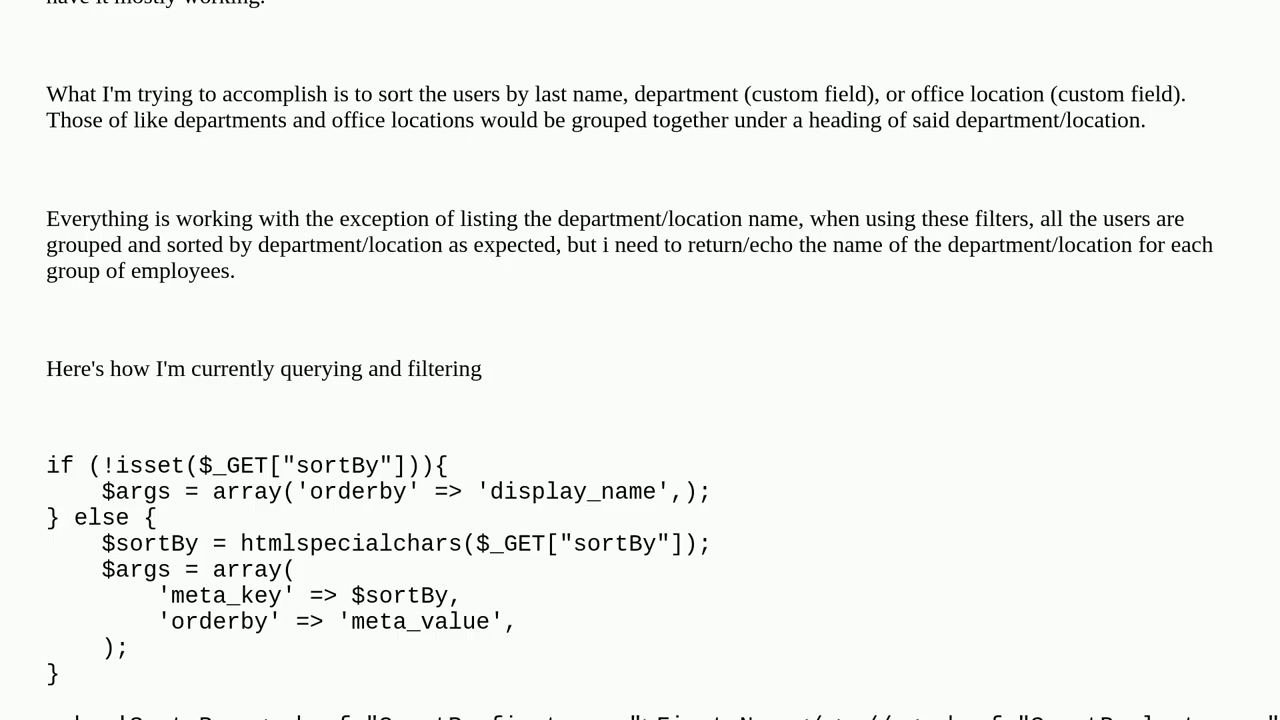 have it mostly working.
What I'm trying to accomplish is to sort the users by last name, department (custom field), or office location (custom field).
Those of like departments and office locations would be grouped together under a heading of said department/location.
Everything is working with the exception of listing the department/location name, when using these filters, all the users are
grouped and sorted by department/location as expected, but i need to return/echo the name of the department/location for each
group of employees.
Here's how I'm currently querying and filtering
if (!isset($_GET["sortBy"])){
    $args = array('orderby' => 'display_name',);
} else {
    $sortBy = htmlspecialchars($_GET["sortBy"]);
    $args = array(
        'meta_key' => $sortBy,
        'orderby' => 'meta_value',
    );
}